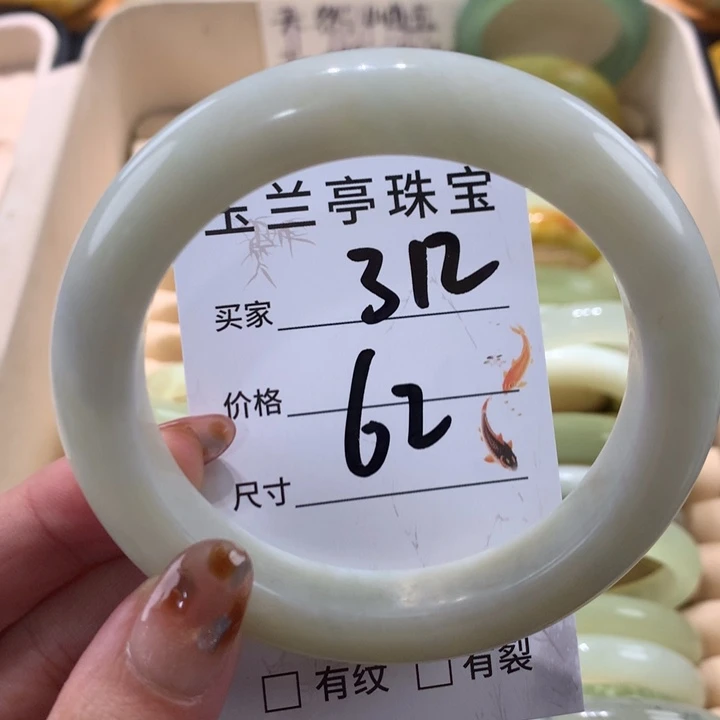 玉兰亭珠宝
买家 312
价格 62
尺寸
□ 有纹 □ 有裂